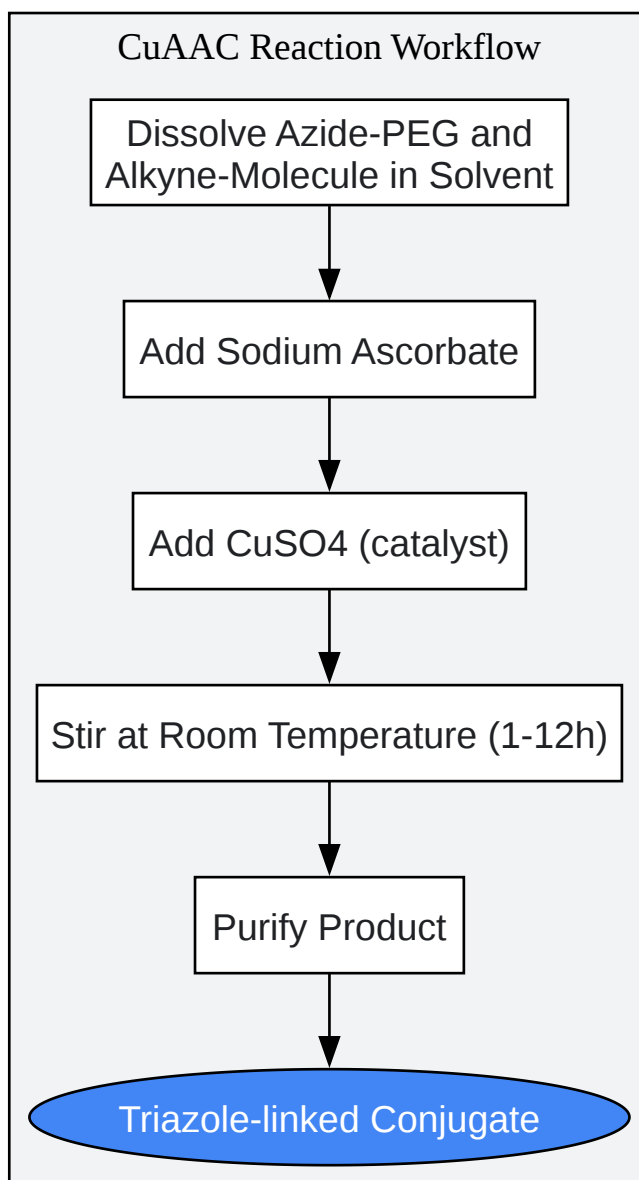 CuAAC Reaction Workflow
Dissolve Azide-PEG and
Alkyne-Molecule in Solvent
Add Sodium Ascorbate
Add CuSO4 (catalyst)
Stir at Room Temperature (1-12h)
Purify Product
Triazole-linked Conjugate